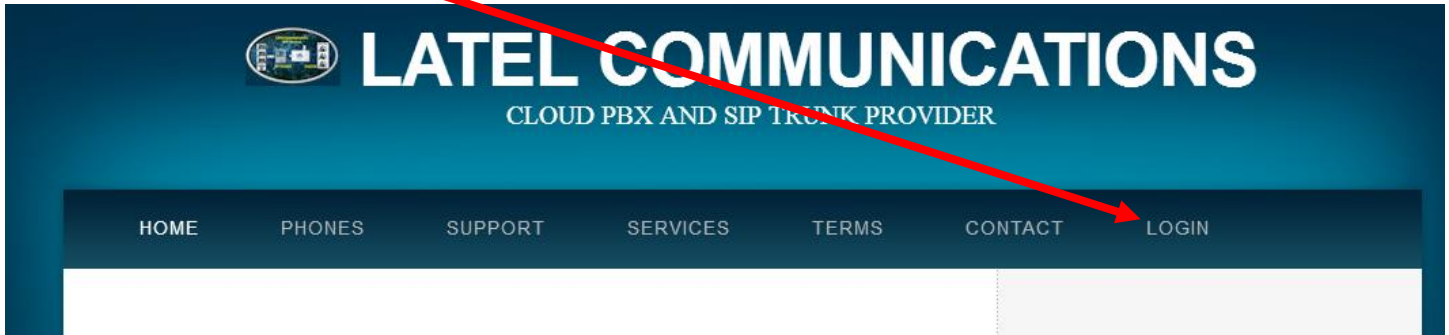 LATEL COMMUNICATIONS
CLOUD PBX AND SIP TRUNK PROVIDER
HOME PHONES SUPPORT SERVICES TERMS CONTACT LOGIN